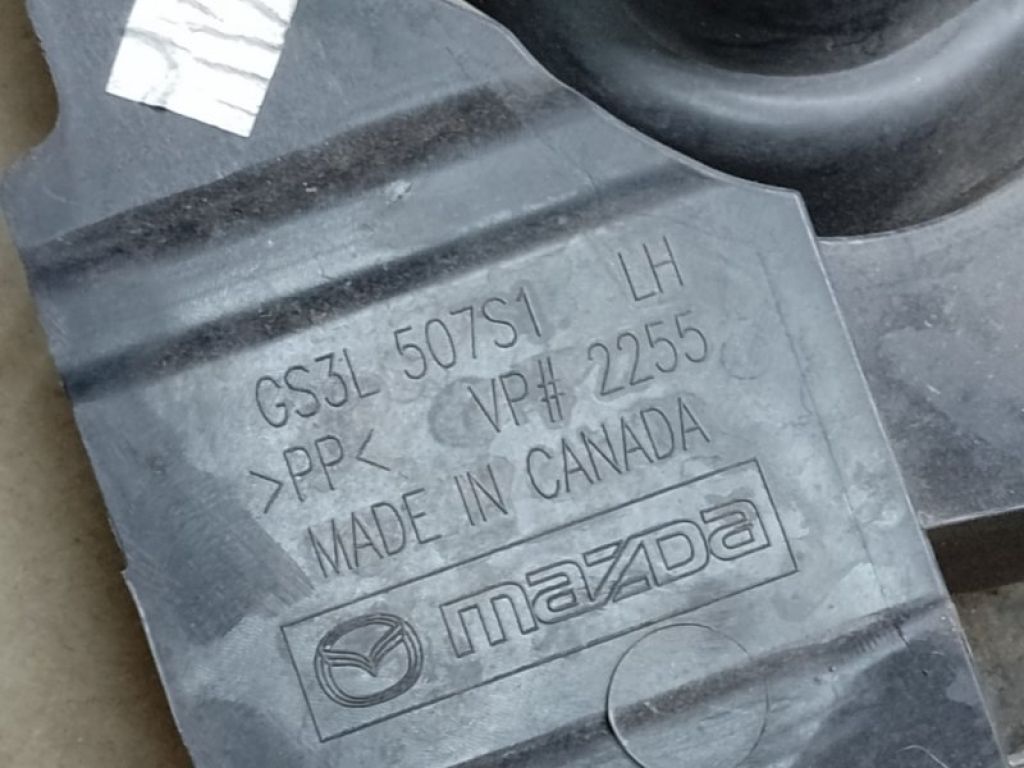 GS3L 507S1 LH
>PP< VP# 2255
MADE IN CANADA
mazDa